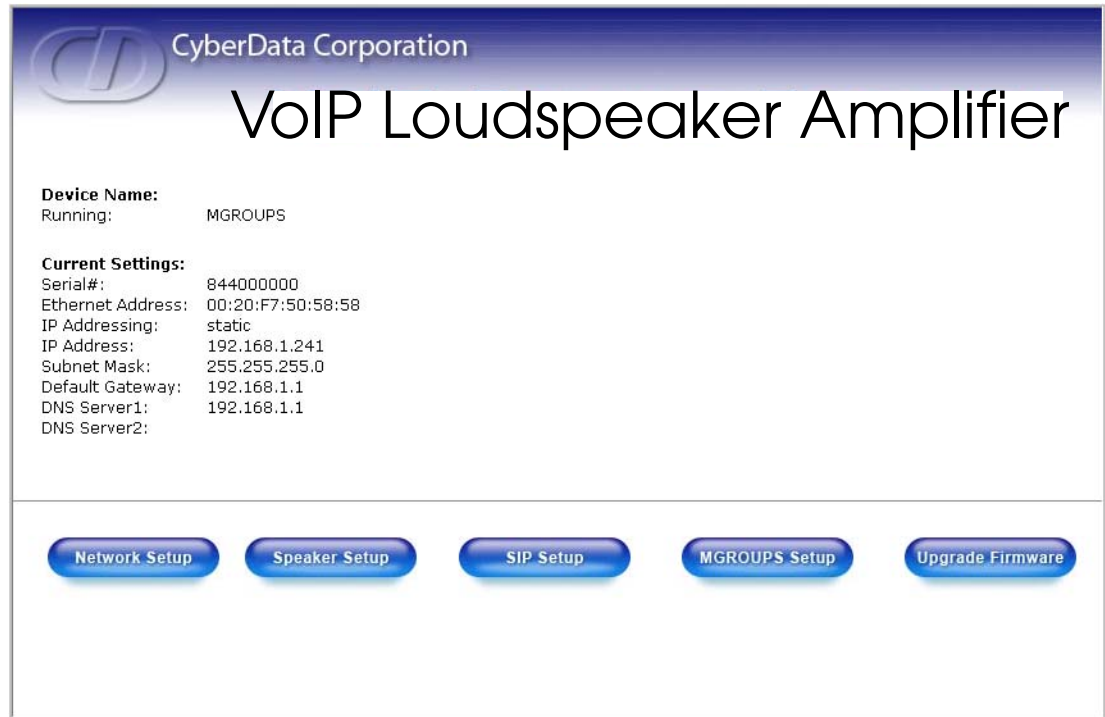 CyberData Corporation
VoIP Loudspeaker Amplifier
Device Name:
Running: MGROUPS
Current Settings:
Serial#: 844000000
Ethernet Address: 00:20:F7:50:58:58
IP Addressing: static
IP Address: 192.168.1.241
Subnet Mask: 255.255.255.0
Default Gateway: 192.168.1.1
DNS Server1: 192.168.1.1
DNS Server2:
Network Setup Speaker Setup SIP Setup MGROUPS Setup Upgrade Firmware